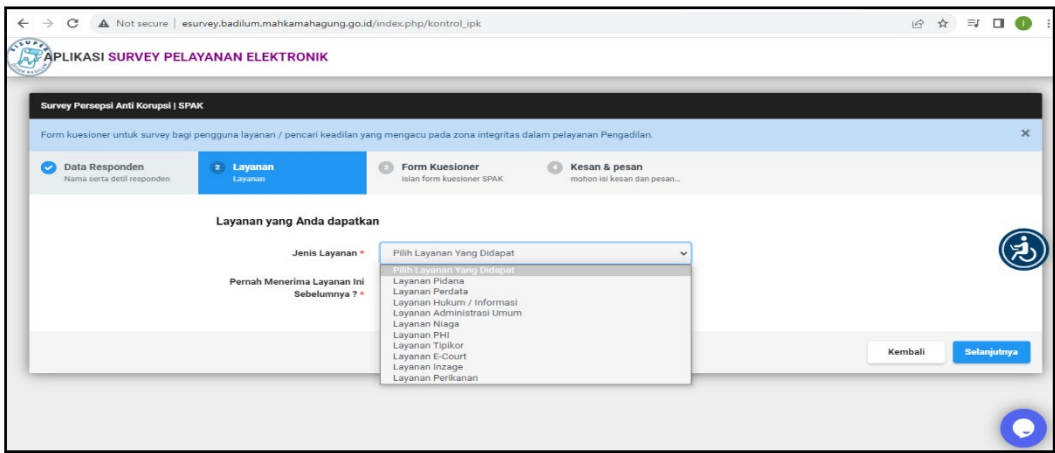 Not secure | esurvey.badilum.mahkamahagung.go.id/index.php/kontrol_ipk
APLIKASI SURVEY PELAYANAN ELEKTRONIK
Survey Persepsi Anti Korupsi | SPAK
Form kuesioner untuk survey bagi pengguna layanan / pencari keadilan yang mengacu pada zona integritas dalam pelayanan Pengadilan.
Data Responden
Nama serta detil responden
2 Layanan
Layanan
3 Form Kuesioner
isian form kuesioner SPAK
4 Kesan & pesan
mohon isi kesan dan pesan...
Layanan yang Anda dapatkan
Jenis Layanan *
Pilih Layanan Yang Didapat
Pilih Layanan Yang Didapat
Layanan Pidana
Layanan Perdata
Layanan Hukum / Informasi
Layanan Administrasi Umum
Layanan Niaga
Layanan PHI
Layanan Tipikor
Layanan E-Court
Layanan Inzage
Layanan Perikanan
Pernah Menerima Layanan Ini
Sebelumnya ? *
Kembali
Selanjutnya